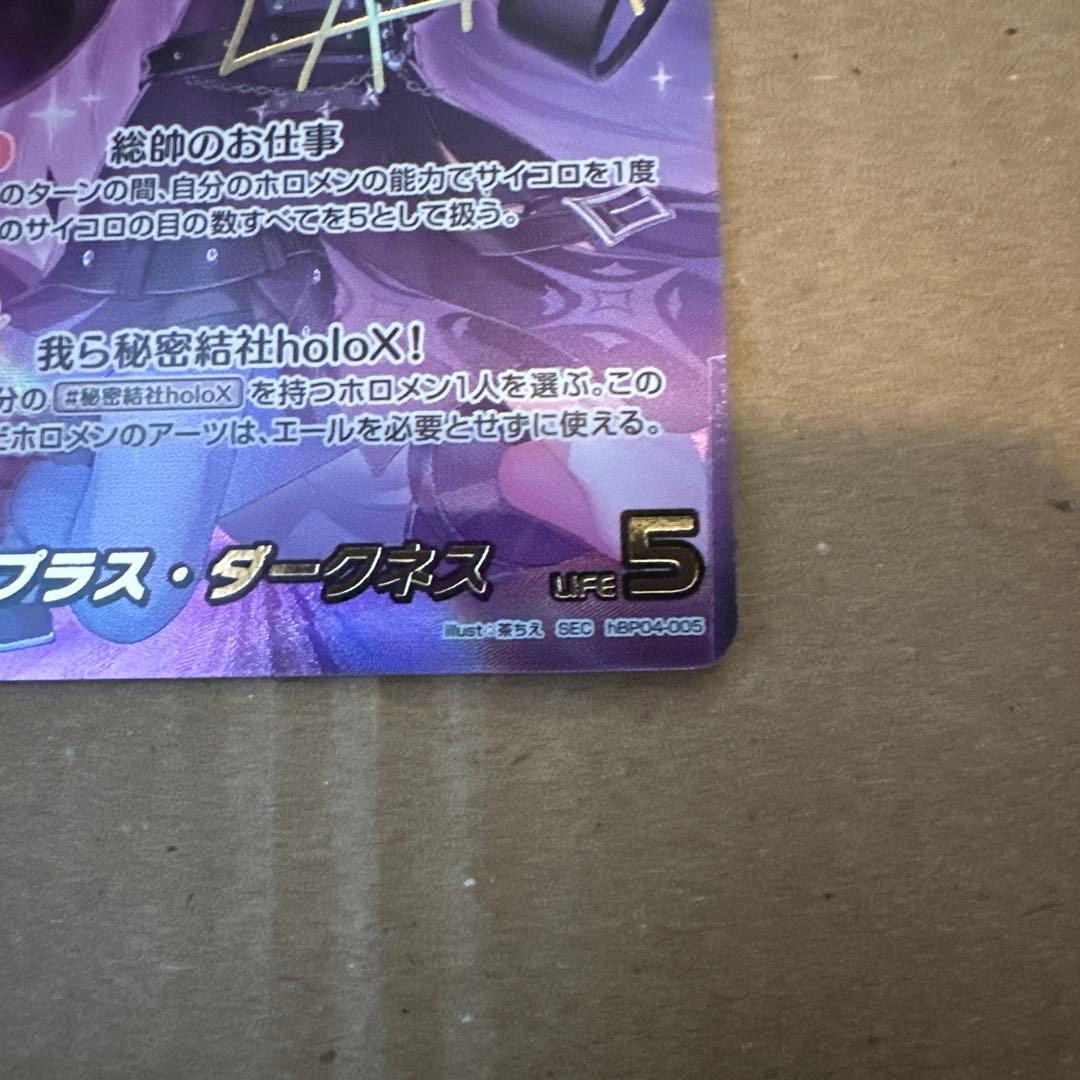 LA
総帥のお仕事
のターンの間、自分のホロメンの能力でサイコロを1度
のサイコロの目の数すべてを5として扱う。
我ら秘密結社holoX!
分の #秘密結社holoX を持つホロメン1人を選ぶ。この
ホロメンのアーツは、エールを必要とせずに使える。
プラス・ダークネス LIFE 5
illust:茶ちえ SEC hBP04-005